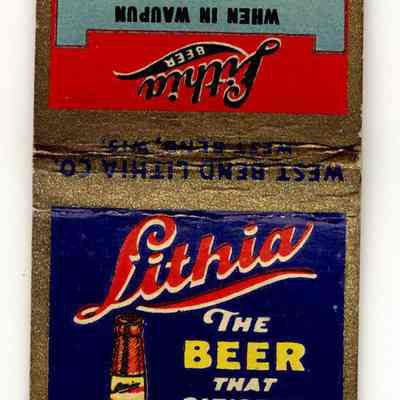 WHEN IN WAUPUN
Lithia
BEER
WEST BEND LITHIA CO
WEST BEND, WIS.
Lithia
THE
BEER
THAT